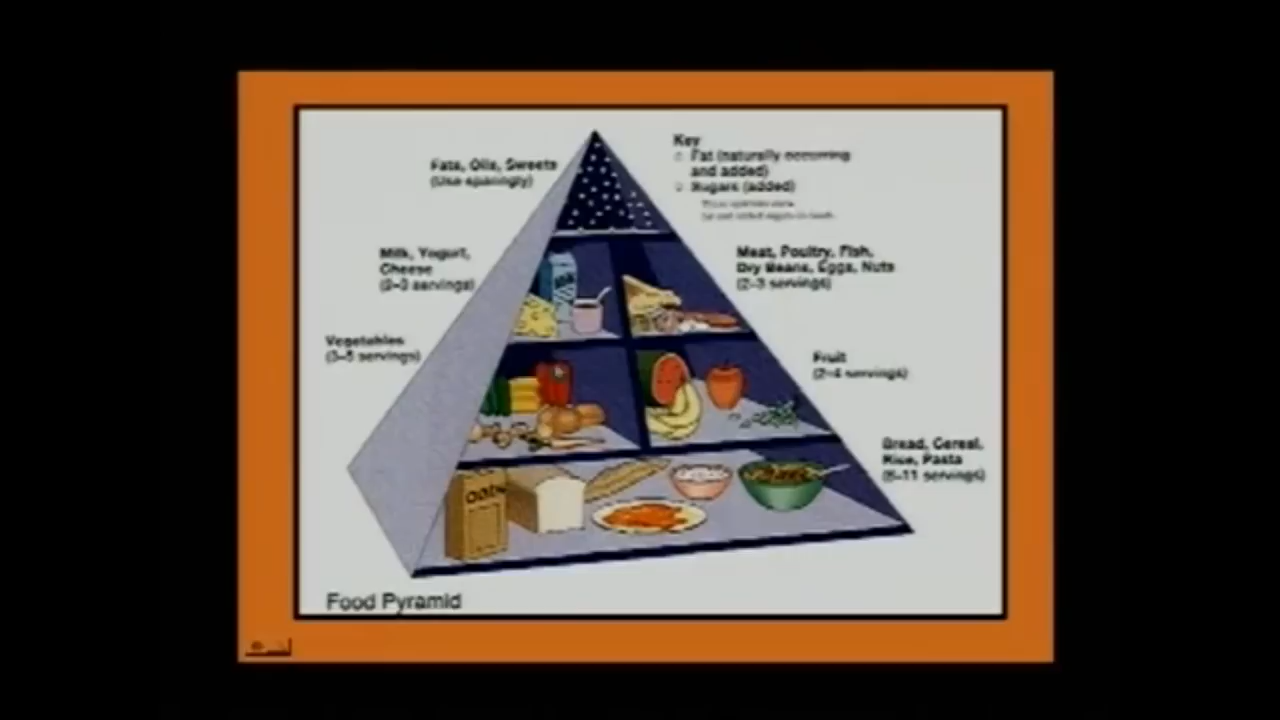 Key
Fats, Oils, Sweets
(Use sparingly)
Fat (naturally occurring
and added)
Sugars (added)
Milk, Yogurt,
Cheese
(2-3 servings)
Meat, Poultry, Fish,
Dry Beans, Eggs, Nuts
(2-3 servings)
Vegetables
(3-5 servings)
Fruit
(2-4 servings)
Bread, Cereal,
Rice, Pasta
(6-11 servings)
Food Pyramid